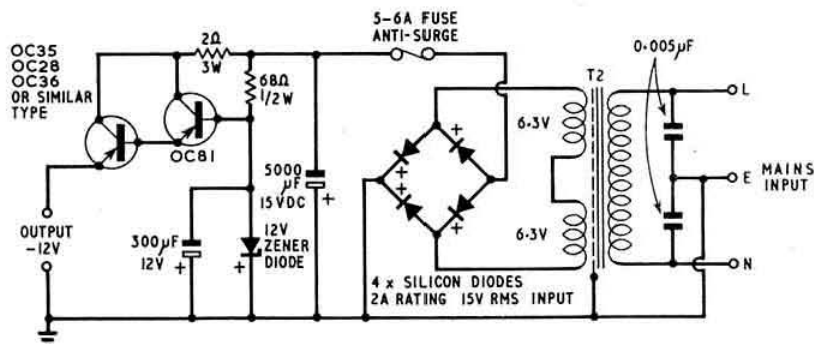 5-6A FUSE
ANTI-SURGE
OC35
OC28
OC36
OR SIMILAR
TYPE
2Ω
3W
68Ω
1/2W
OC81
T2
0.005µF
L
6.3V
5000
µF
15VDC
E
MAINS
INPUT
OUTPUT
-12V
300µF
12V
12V
ZENER
DIODE
6.3V
N
4 x SILICON DIODES
2A RATING 15V RMS INPUT
+
+
+
+
+
+
+